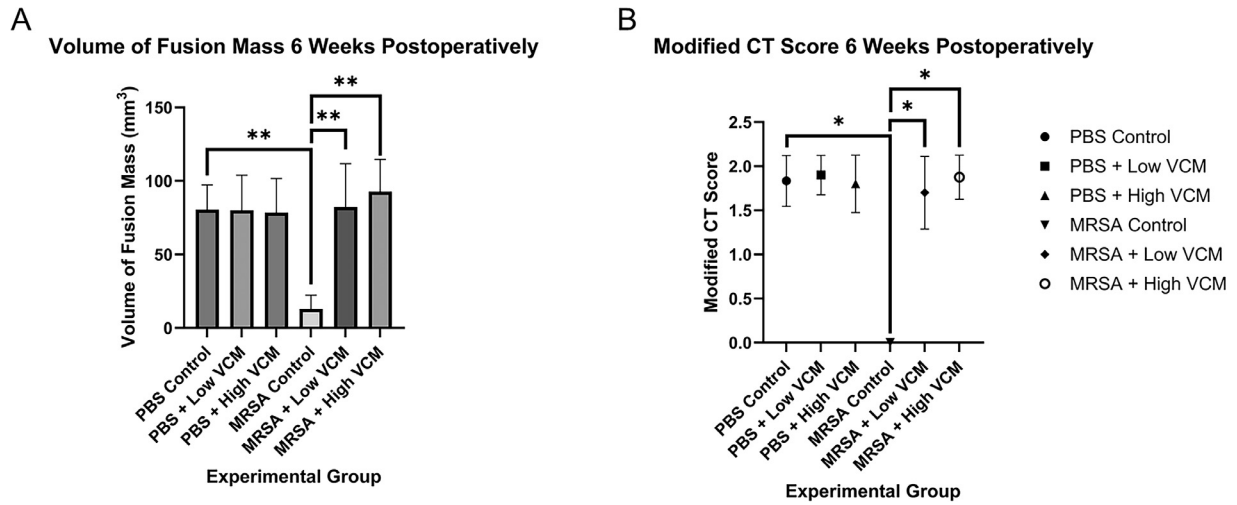 A
Volume of Fusion Mass 6 Weeks Postoperatively
Volume of Fusion Mass (mm³)
150
100
50
0
**
**
**
PBS Control
PBS + Low VCM
PBS + High VCM
MRSA Control
MRSA + Low VCM
MRSA + High VCM
Experimental Group
B
Modified CT Score 6 Weeks Postoperatively
Modified CT Score
2.5
2.0
1.5
1.0
0.5
0.0
*
*
*
PBS Control
PBS + Low VCM
PBS + High VCM
MRSA Control
MRSA + Low VCM
MRSA + High VCM
Experimental Group
PBS Control
PBS + Low VCM
PBS + High VCM
MRSA Control
MRSA + Low VCM
MRSA + High VCM